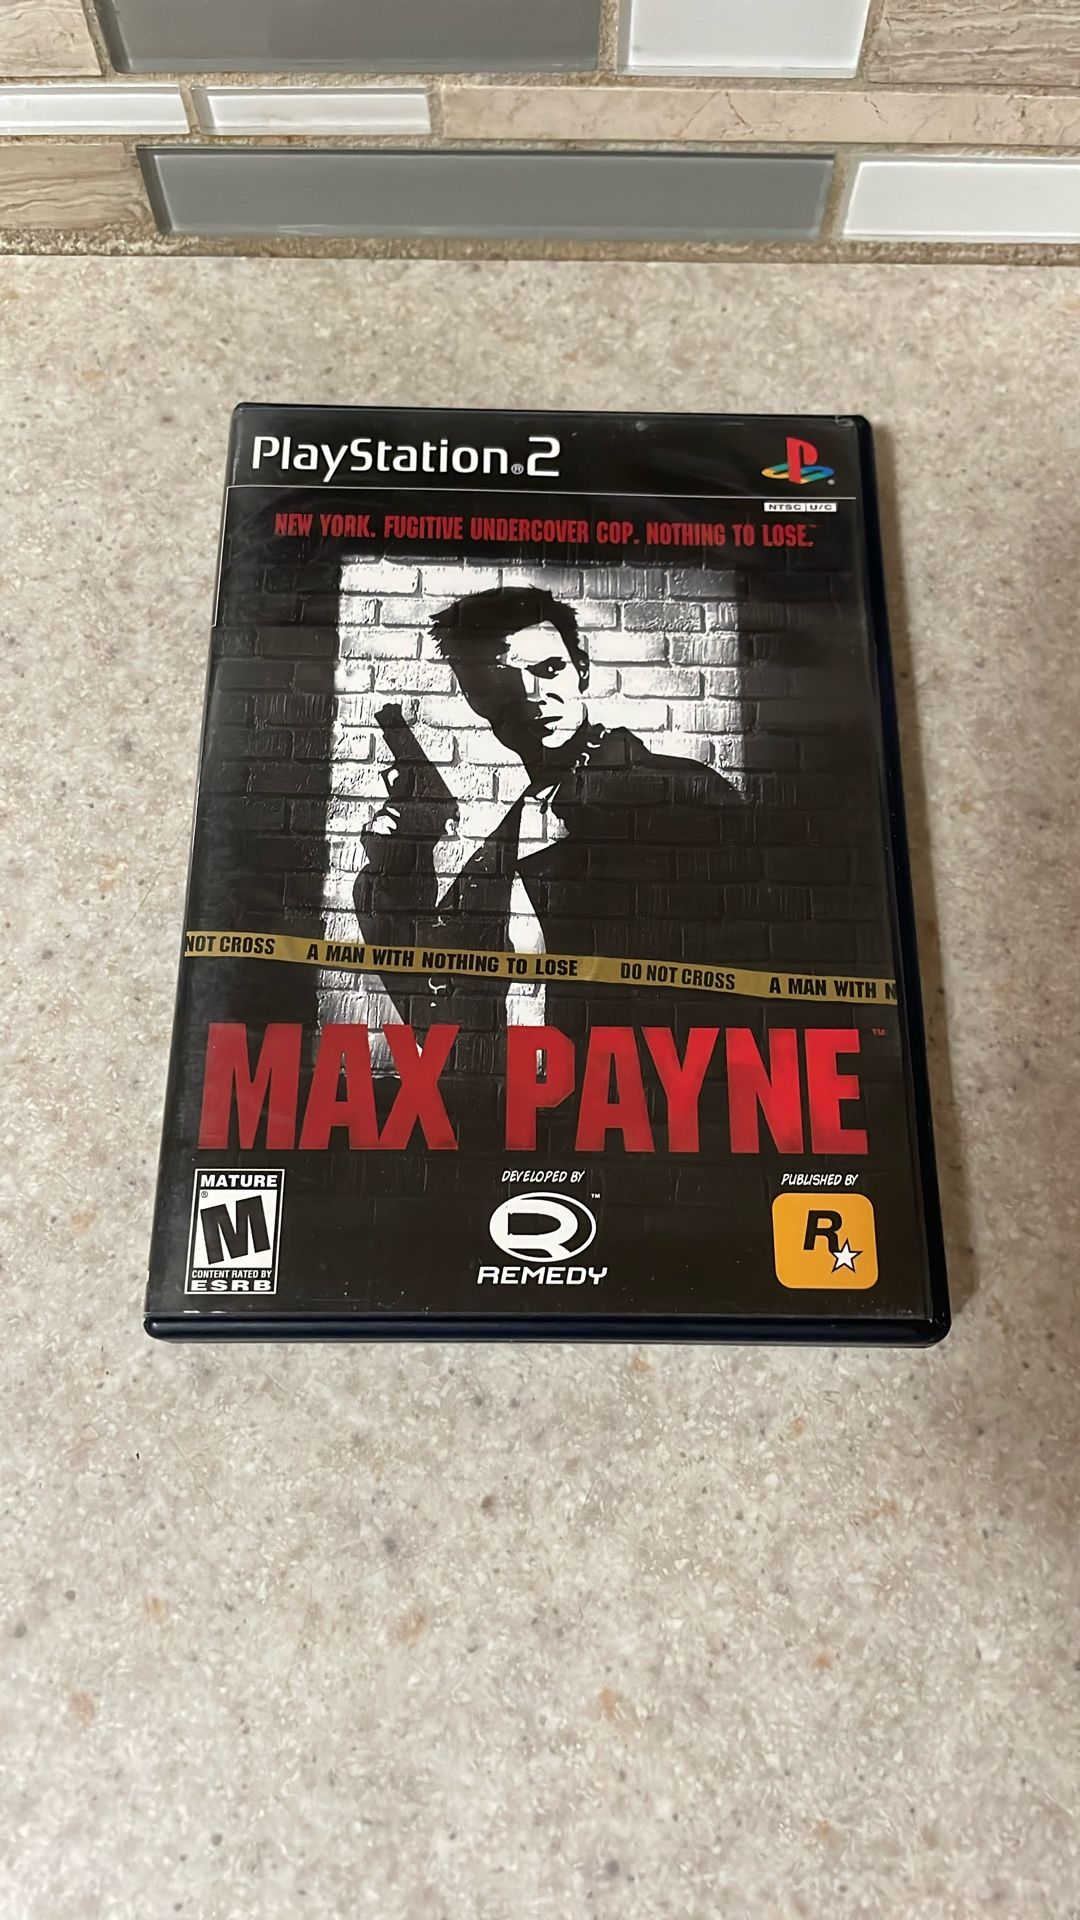 PlayStation®2
NTSC U/C
NEW YORK. FUGITIVE UNDERCOVER COP. NOTHING TO LOSE.™
NOT CROSS A MAN WITH NOTHING TO LOSE DO NOT CROSS A MAN WITH N
MAX PAYNE™
MATURE
M®
CONTENT RATED BY
ESRB
DEVELOPED BY
R™
REMEDY
PUBLISHED BY
R